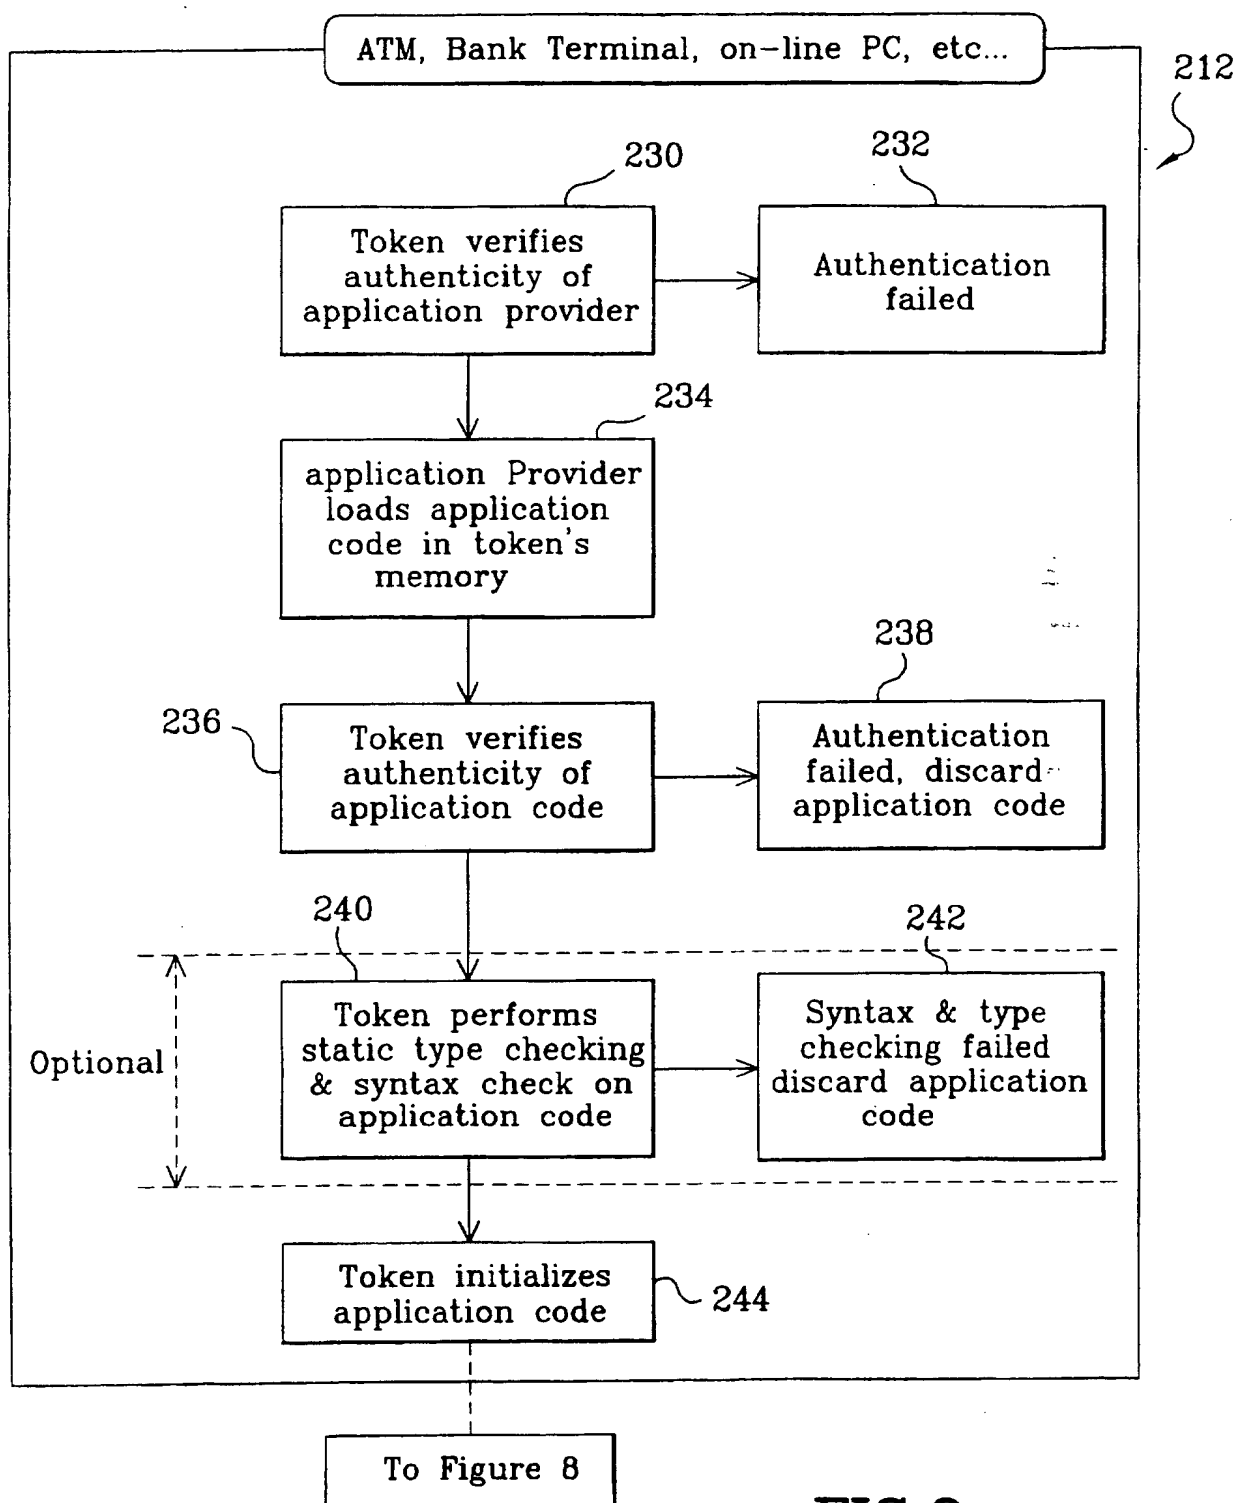 ATM, Bank Terminal, on-line PC, etc...
212
230
232
Token verifies
authenticity of
application provider
Authentication
failed
234
application Provider
loads application
code in token's
memory
236
238
Token verifies
authenticity of
application code
Authentication
failed, discard
application code
240
242
Optional
Token performs
static type checking
& syntax check on
application code
Syntax & type
checking failed
discard application
code
Token initializes
application code
244
To Figure 8